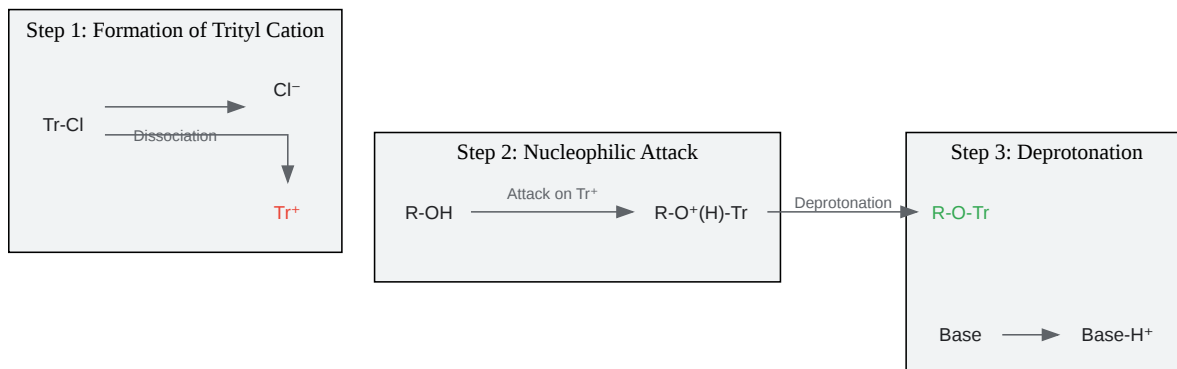 Step 1: Formation of Trityl Cation
Cl⁻
Tr-Cl
Dissociation
Tr⁺
Step 2: Nucleophilic Attack
R-OH
Attack on Tr⁺
R-O⁺(H)-Tr
Deprotonation
Step 3: Deprotonation
R-O-Tr
Base
Base-H⁺